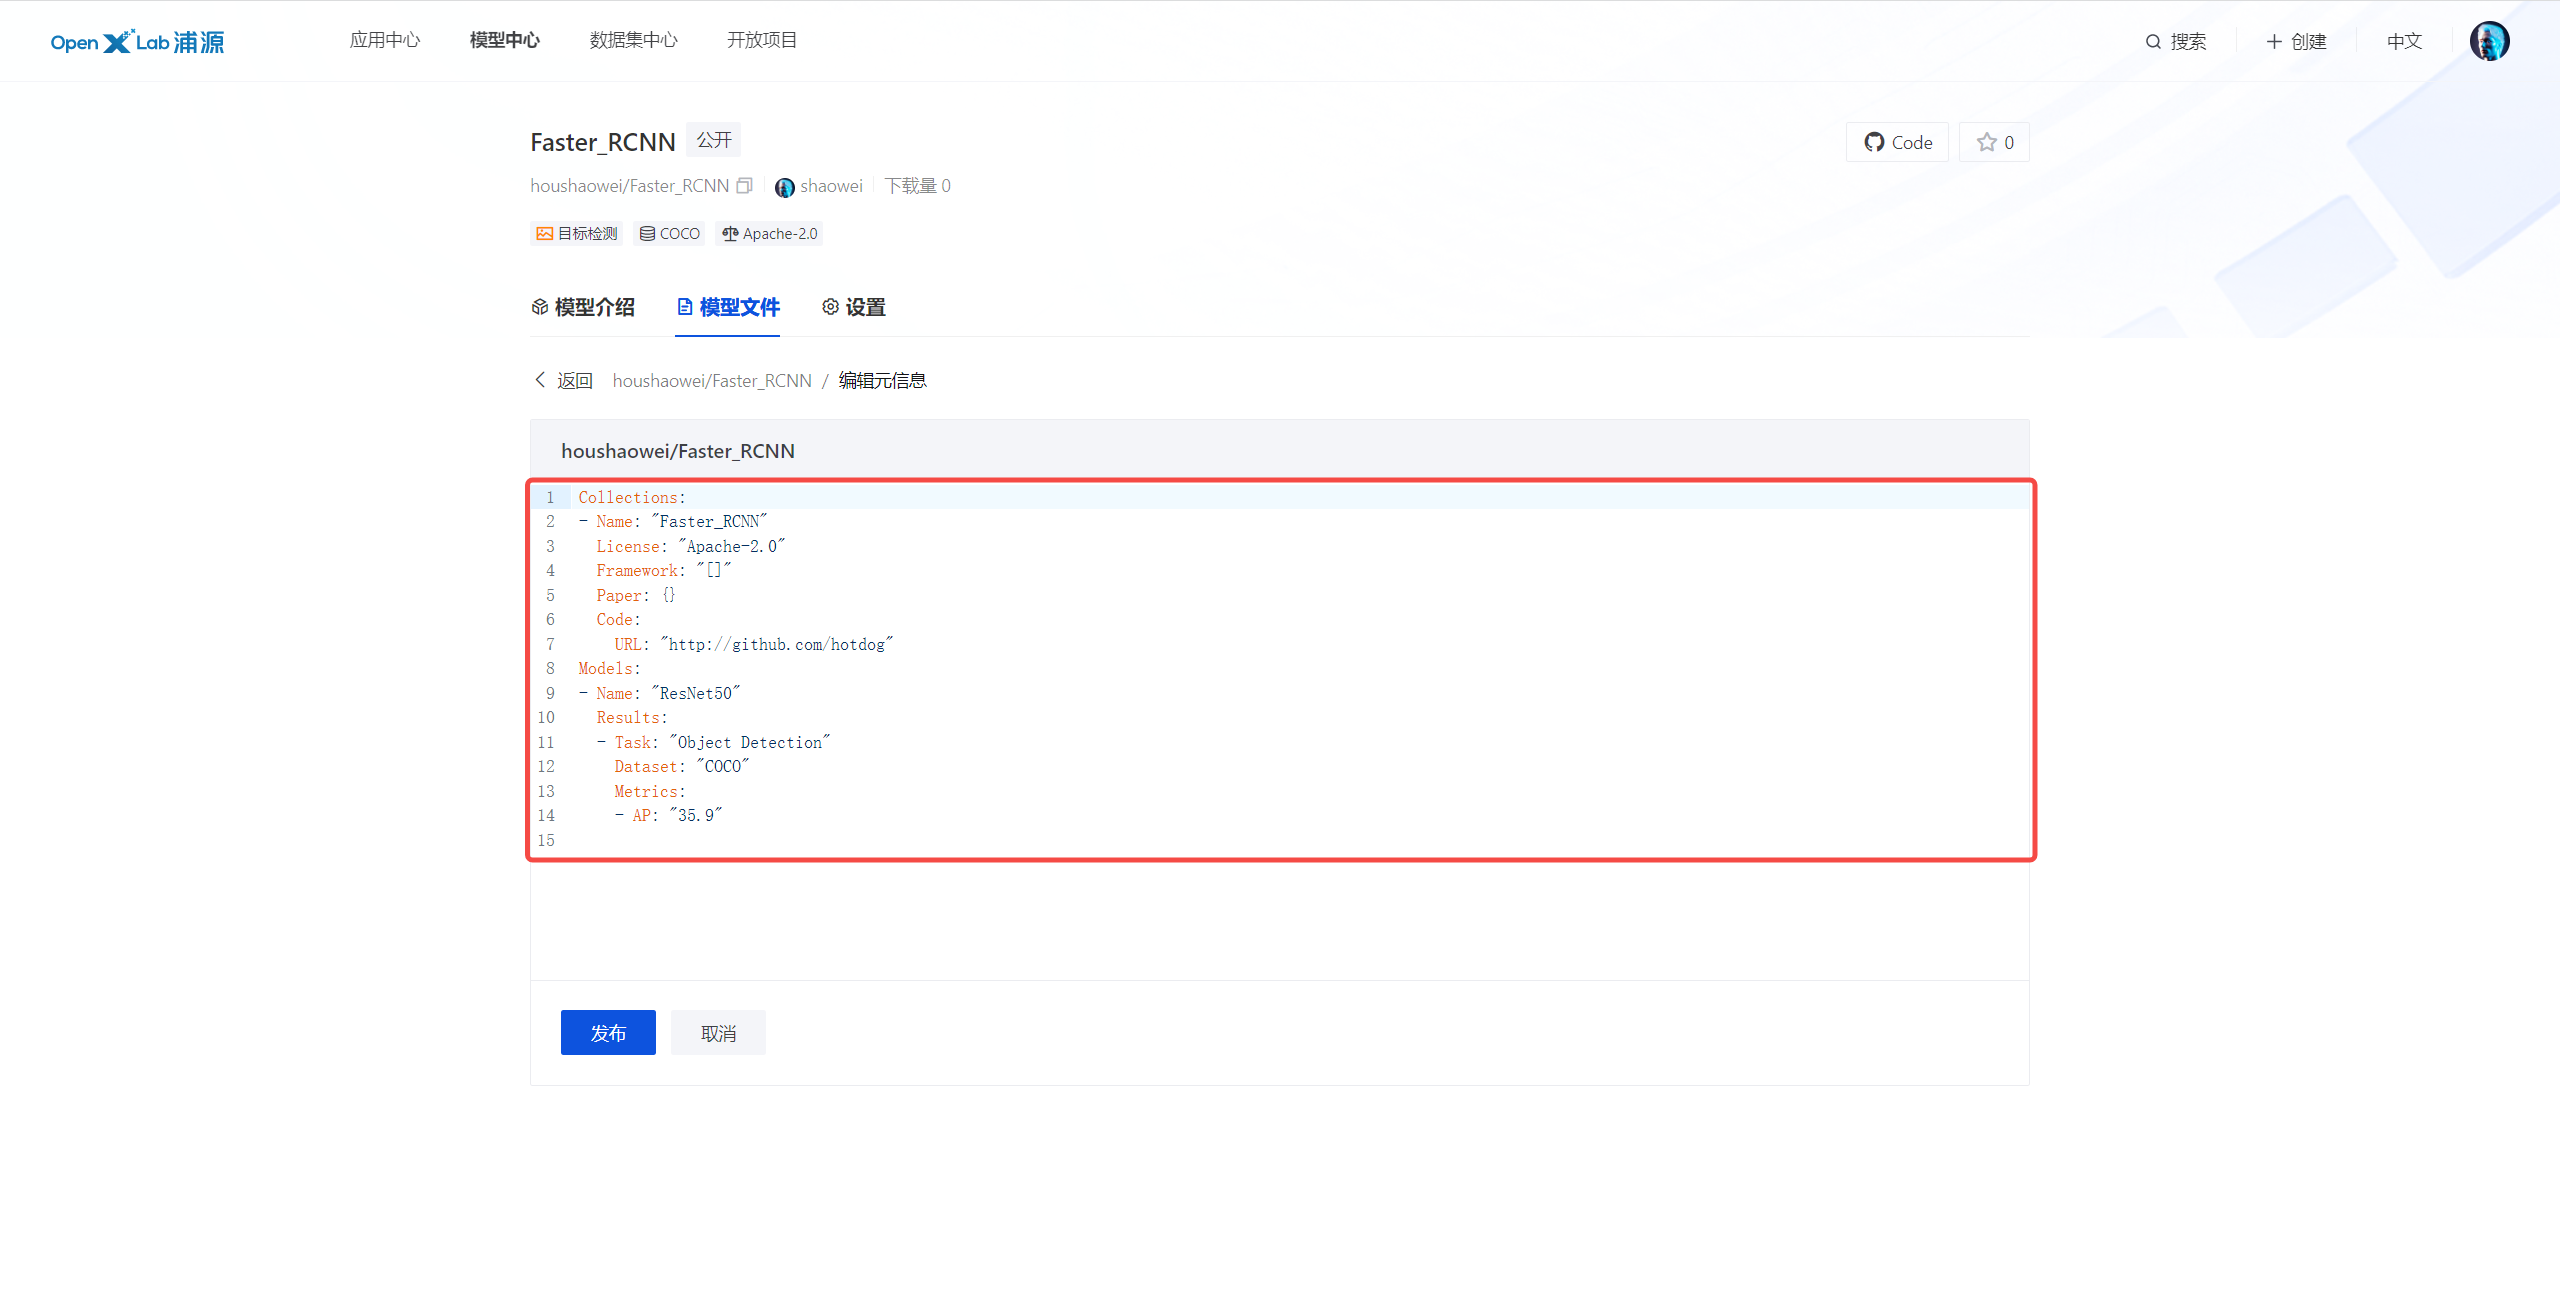 Open X Lab 浦源
应用中心 模型中心 数据集中心 开放项目 搜索 创建 中文
Faster_RCNN 公开 Code 0
houshaowei/Faster_RCNN shaowei 下载量 0
目标检测 COCO Apache-2.0
模型介绍 模型文件 设置
返回 houshaowei/Faster_RCNN / 编辑元信息
houshaowei/Faster_RCNN
1 Collections:
2 - Name: "Faster_RCNN"
3 License: "Apache-2.0"
4 Framework: "[]"
5 Paper: {}
6 Code:
7 URL: "http://github.com/hotdog"
8 Models:
9 - Name: "ResNet50"
10 Results:
11 - Task: "Object Detection"
12 Dataset: "COCO"
13 Metrics:
14 - AP: "35.9"
15
发布 取消